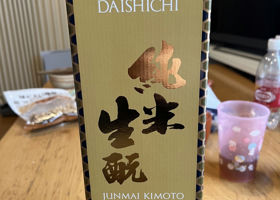 DAISHICHI
純米
生酛
JUNMAI KIMOTO